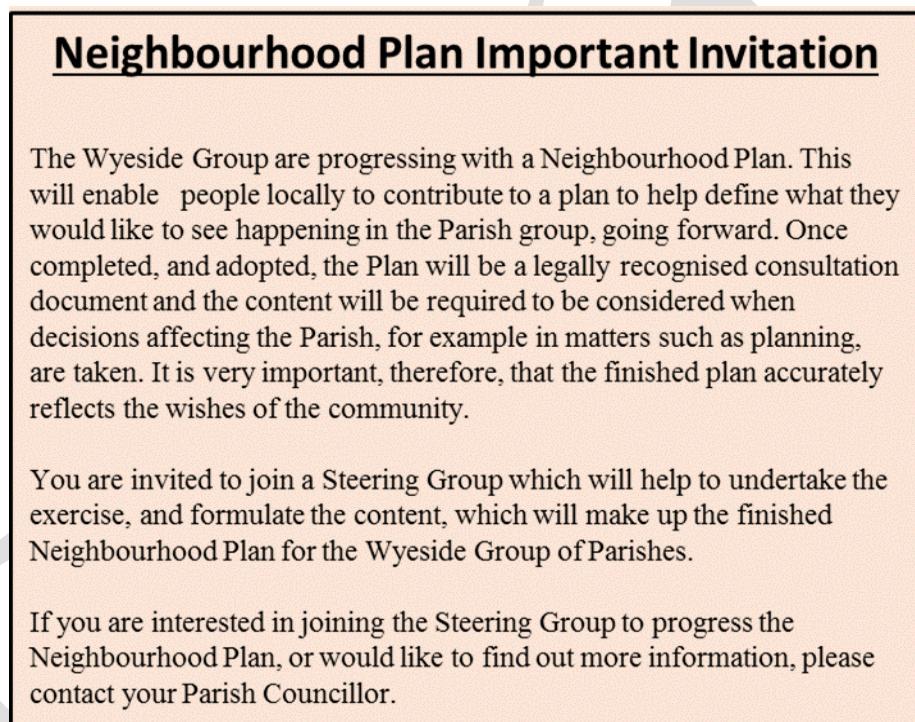 Neighbourhood Plan Important Invitation
The Wyeside Group are progressing with a Neighbourhood Plan. This
will enable people locally to contribute to a plan to help define what they
would like to see happening in the Parish group, going forward. Once
completed, and adopted, the Plan will be a legally recognised consultation
document and the content will be required to be considered when
decisions affecting the Parish, for example in matters such as planning,
are taken. It is very important, therefore, that the finished plan accurately
reflects the wishes of the community.
You are invited to join a Steering Group which will help to undertake the
exercise, and formulate the content, which will make up the finished
Neighbourhood Plan for the Wyeside Group of Parishes.
If you are interested in joining the Steering Group to progress the
Neighbourhood Plan, or would like to find out more information, please
contact your Parish Councillor.